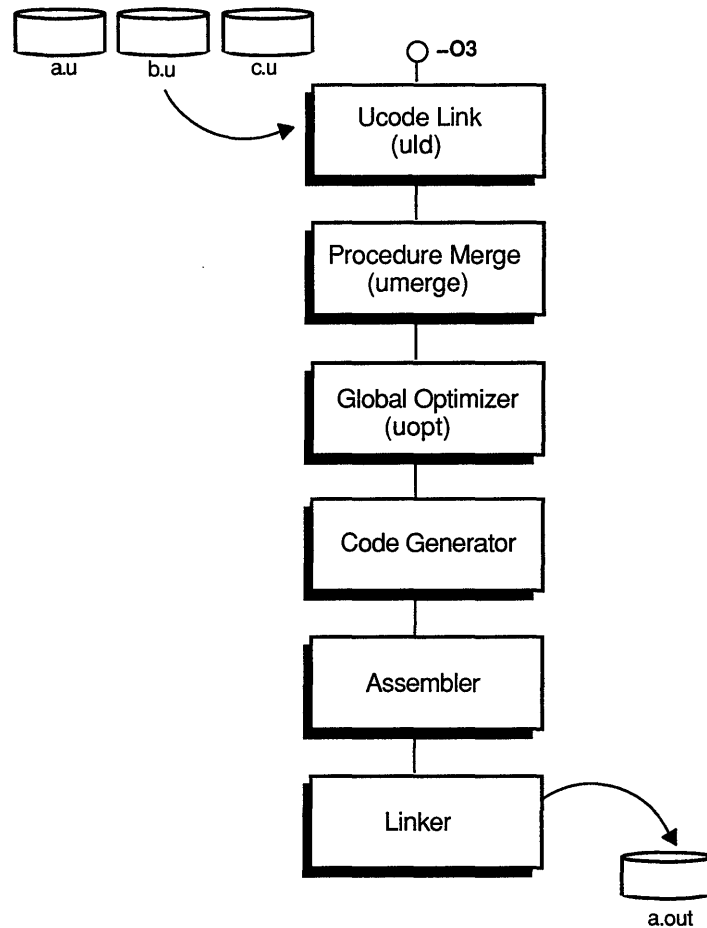 a.u b.u c.u
–O3
Ucode Link
(uld)
Procedure Merge
(umerge)
Global Optimizer
(uopt)
Code Generator
Assembler
Linker
a.out